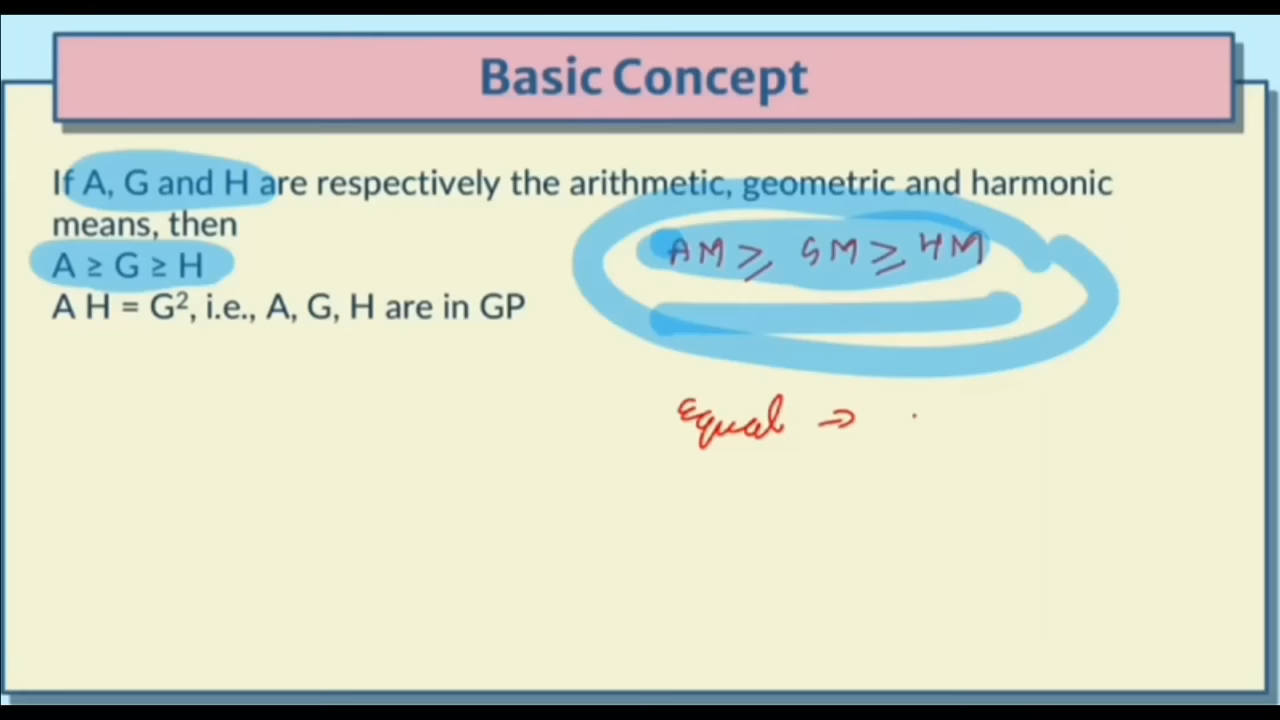 Basic Concept
If A, G and H are respectively the arithmetic, geometric and harmonic
means, then
A ≥ G ≥ H
A H = G², i.e., A, G, H are in GP
AM ≥ GM ≥ HM
equal →